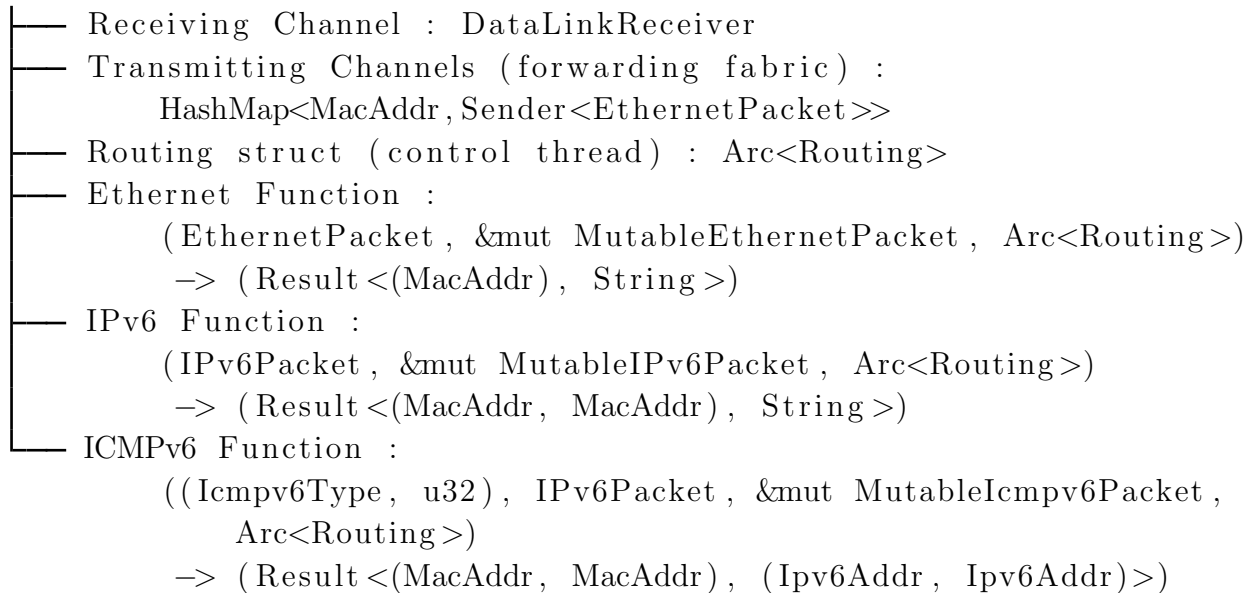 ├── Receiving Channel : DataLinkReceiver
├── Transmitting Channels (forwarding fabric) :
HashMap<MacAddr, Sender<EthernetPacket>>
├── Routing struct (control thread) : Arc<Routing>
├── Ethernet Function :
(EthernetPacket, &mut MutableEthernetPacket, Arc<Routing>)
-> (Result<(MacAddr), String>)
├── IPv6 Function :
(IPv6Packet, &mut MutableIPv6Packet, Arc<Routing>)
-> (Result<(MacAddr, MacAddr), String>)
└── ICMPv6 Function :
((Icmpv6Type, u32), IPv6Packet, &mut MutableIcmpv6Packet,
Arc<Routing>)
-> (Result<(MacAddr, MacAddr), (Ipv6Addr, Ipv6Addr)>)